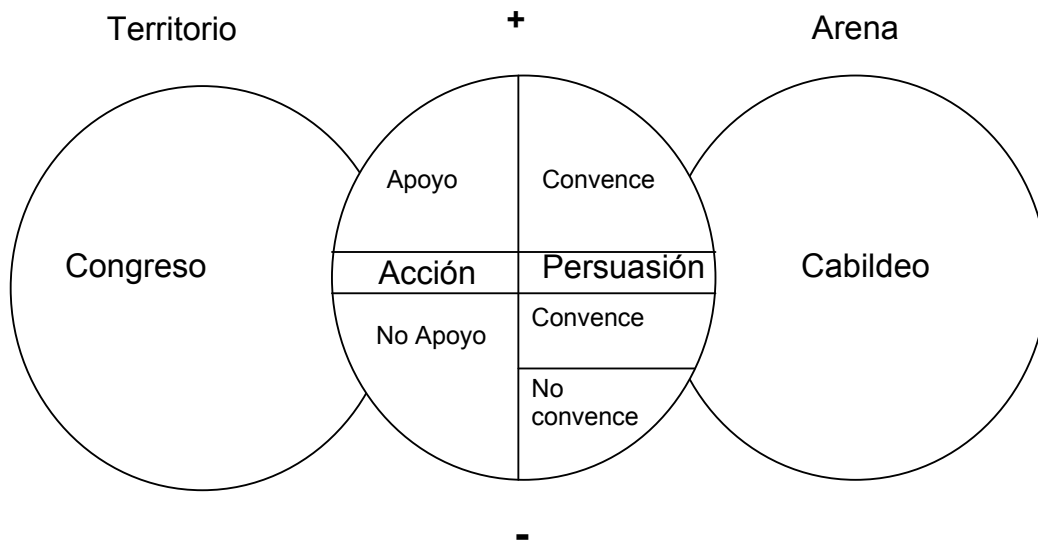 Territorio
+
Arena
Apoyo
Convence
Congreso
Acción
Persuasión
Cabildeo
No Apoyo
Convence
No
convence
-